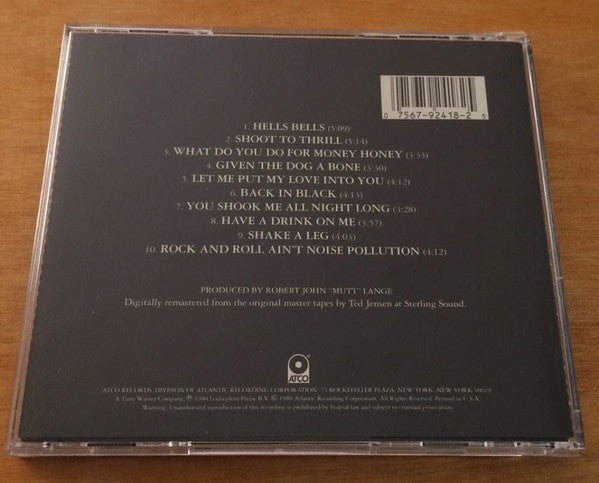 0 7567-92418-2 5
1. HELLS BELLS (5:09)
2. SHOOT TO THRILL (5:14)
3. WHAT DO YOU DO FOR MONEY HONEY (3:33)
4. GIVEN THE DOG A BONE (3:30)
5. LET ME PUT MY LOVE INTO YOU (4:12)
6. BACK IN BLACK (4:13)
7. YOU SHOOK ME ALL NIGHT LONG (3:28)
8. HAVE A DRINK ON ME (3:57)
9. SHAKE A LEG (4:03)
10. ROCK AND ROLL AIN'T NOISE POLLUTION (4:12)
PRODUCED BY ROBERT JOHN "MUTT" LANGE
Digitally remastered from the original master tapes by Ted Jensen at Sterling Sound.
ATCO
ATCO RECORDS DIVISION OF ATLANTIC RECORDING CORPORATION 75 ROCKEFELLER PLAZA, NEW YORK, NEW YORK 10019
A Time Warner Company. ℗ 1980 Leidseplein Presse B.V. © 1980 Atlantic Recording Corporation. All Rights Reserved. Printed in U.S.A.
Warning: Unauthorized reproduction of this recording is prohibited by Federal law and subject to criminal prosecution.